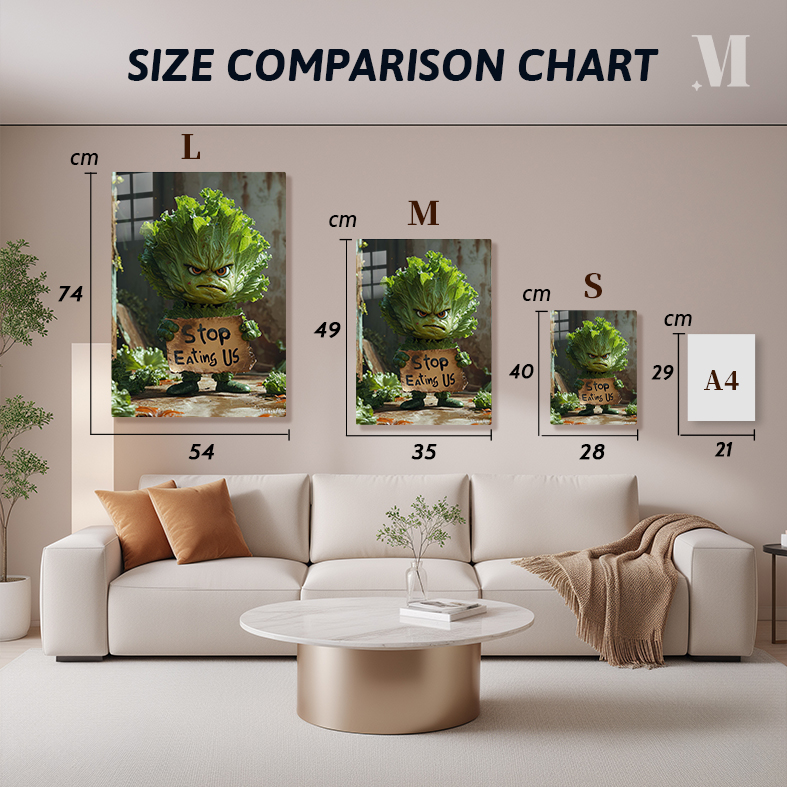 SIZE COMPARISON CHART
M
cm
L
74
54
Stop
Eating Us
cm
M
49
35
Stop
Eating Us
cm
S
40
28
Stop
Eating Us
cm
29
A4
21